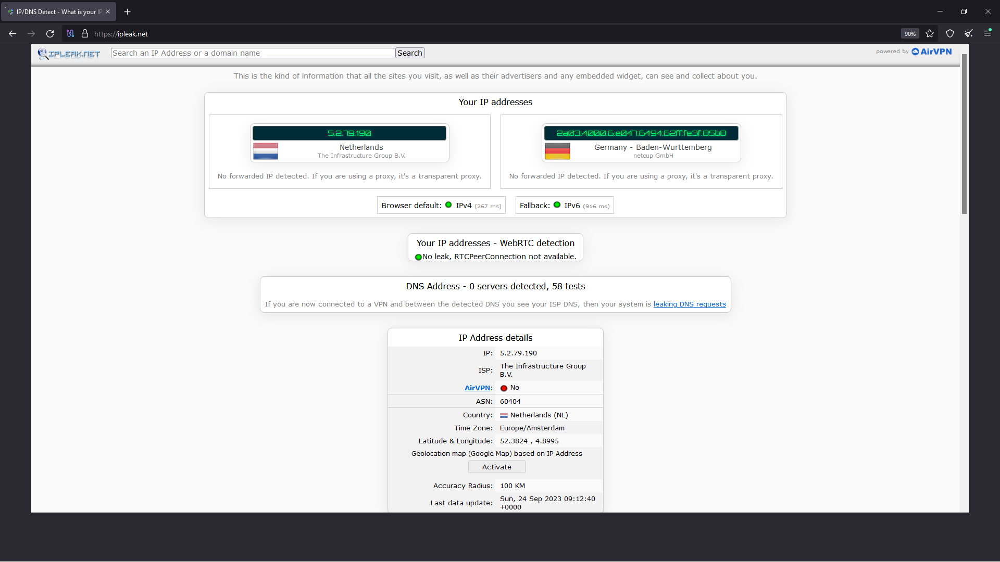 IP/DNS Detect - What is your IP,
https://ipleak.net
90%
IPLEAK.NET
Search an IP Address or a domain name
Search
powered by AirVPN
This is the kind of information that all the sites you visit, as well as their advertisers and any embedded widget, can see and collect about you.
Your IP addresses
5.2.79.190
Netherlands
The Infrastructure Group B.V.
No forwarded IP detected. If you are using a proxy, it's a transparent proxy.
2a03:4000:6:e047:6494:62ff:fe3f:85b8
Germany - Baden-Wurttemberg
netcup GmbH
No forwarded IP detected. If you are using a proxy, it's a transparent proxy.
Browser default: IPv4 (267 ms)
Fallback: IPv6 (916 ms)
Your IP addresses - WebRTC detection
No leak, RTCPeerConnection not available.
DNS Address - 0 servers detected, 58 tests
If you are now connected to a VPN and between the detected DNS you see your ISP DNS, then your system is leaking DNS requests
IP Address details
IP: 5.2.79.190
ISP: The Infrastructure Group
B.V.
AirVPN: No
ASN: 60404
Country: Netherlands (NL)
Time Zone: Europe/Amsterdam
Latitude & Longitude: 52.3824 , 4.8995
Geolocation map (Google Map) based on IP Address
Activate
Accuracy Radius: 100 KM
Last data update: Sun, 24 Sep 2023 09:12:40
+0000